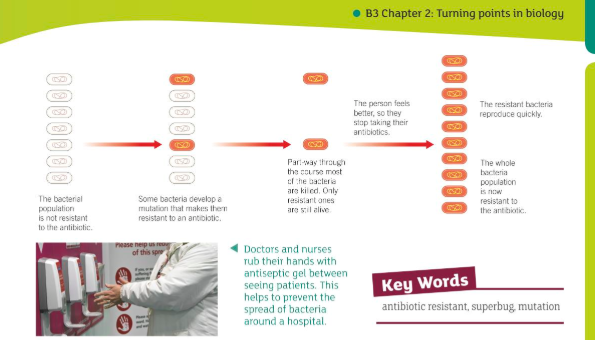 B3 Chapter 2: Turning points in biology
The bacterial
population
is not resistant
to the antibiotic.
Some bacteria develop a
mutation that makes them
resistant to an antibiotic.
Part-way through
the course most
of the bacteria
are killed. Only
resistant ones
are still alive.
The person feels
better, so they
stop taking their
antibiotics.
The resistant bacteria
reproduce quickly.
The whole
bacteria
population
is now
resistant to
the antibiotic.
Please help us
of this
Doctors and nurses
rub their hands with
antiseptic gel between
seeing patients. This
helps to prevent the
spread of bacteria
around a hospital.
Key Words
antibiotic resistant, superbug, mutation